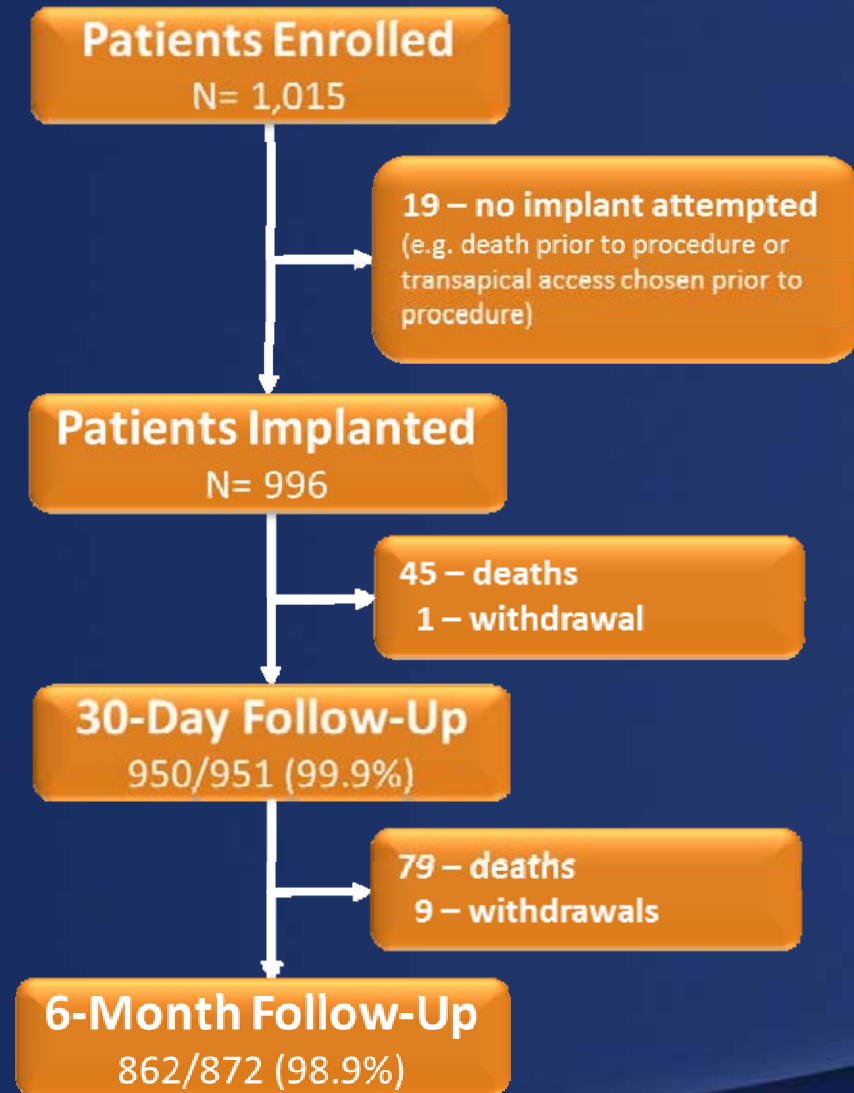 Patients Enrolled
N= 1,015
19 – no implant attempted
(e.g. death prior to procedure or
transapical access chosen prior to
procedure)
Patients Implanted
N= 996
45 – deaths
1 – withdrawal
30-Day Follow-Up
950/951 (99.9%)
79 – deaths
9 – withdrawals
6-Month Follow-Up
862/872 (98.9%)